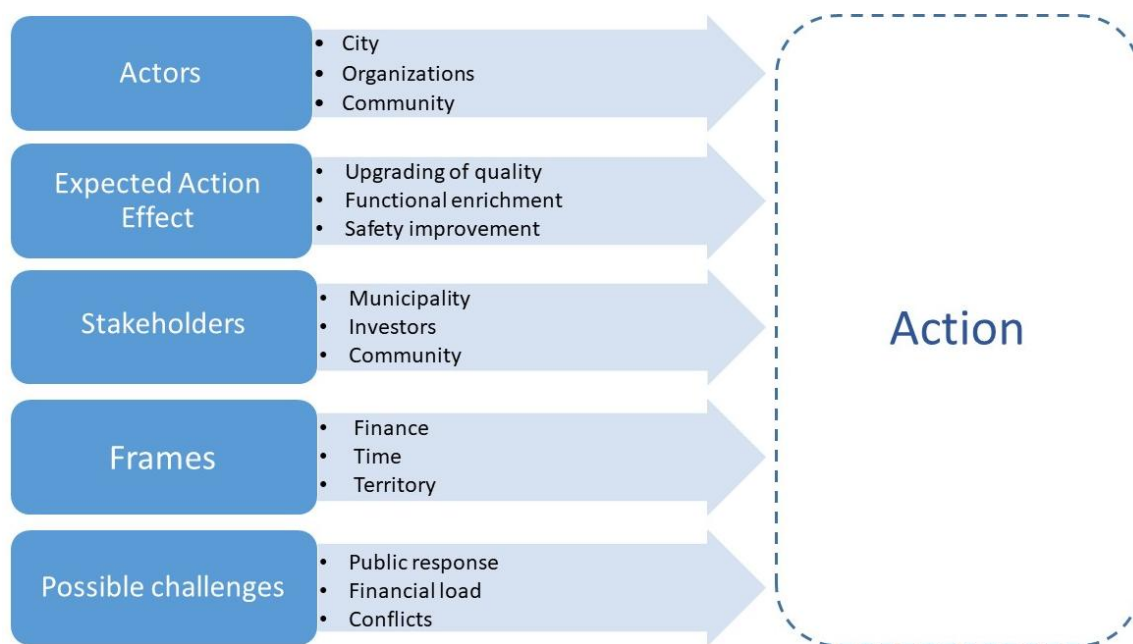 Actors
• City
• Organizations
• Community
Expected Action
Effect
• Upgrading of quality
• Functional enrichment
• Safety improvement
Stakeholders
• Municipality
• Investors
• Community
Action
Frames
• Finance
• Time
• Territory
Possible challenges
• Public response
• Financial load
• Conflicts